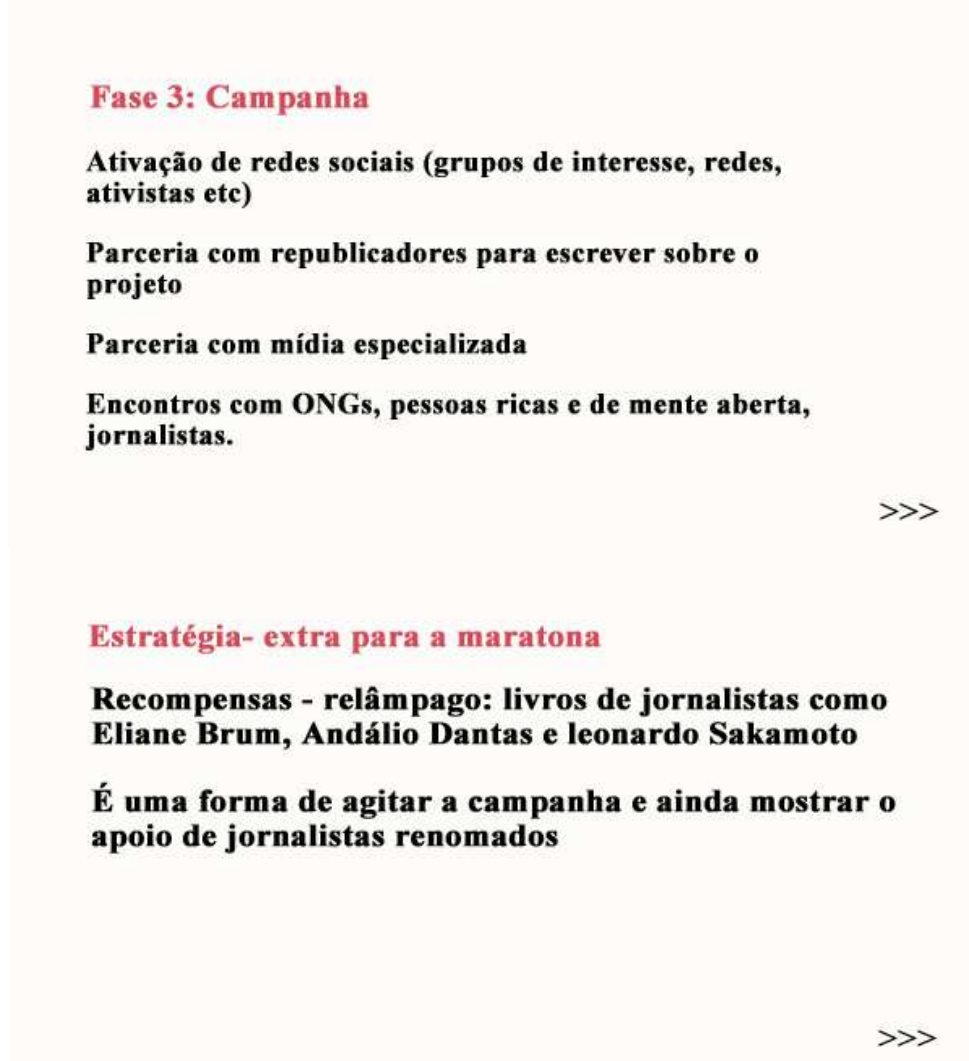 Fase 3: Campanha
Ativação de redes sociais (grupos de interesse, redes,
ativistas etc)
Parceria com republicadores para escrever sobre o
projeto
Parceria com mídia especializada
Encontros com ONGs, pessoas ricas e de mente aberta,
jornalistas.
>>>
Estratégia- extra para a maratona
Recompensas - relâmpago: livros de jornalistas como
Eliane Brum, Andálio Dantas e leonardo Sakamoto
É uma forma de agitar a campanha e ainda mostrar o
apoio de jornalistas renomados
>>>